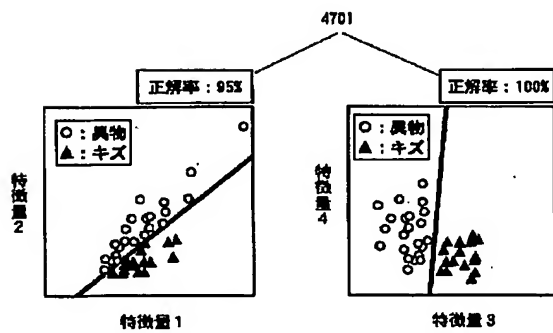 4701
正解率：95%
正解率：100%
○：異物
▲：キズ
○：異物
▲：キズ
特徴量2
特徴量4
特徴量1
特徴量3